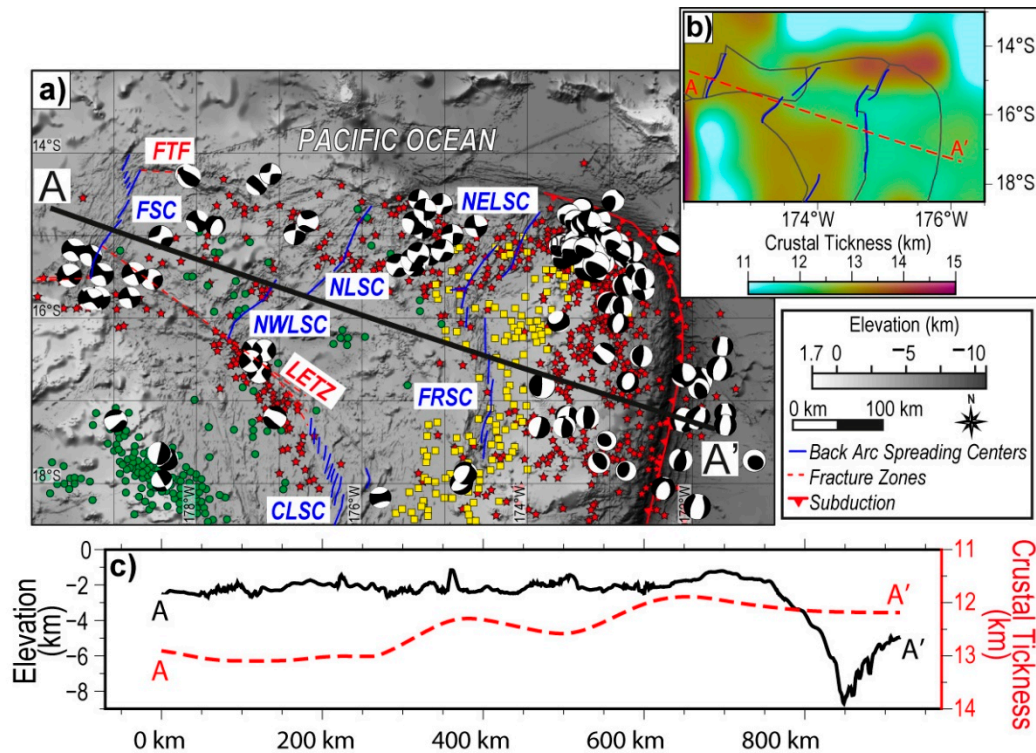 a)
PACIFIC OCEAN
14°S
FTF
A
FSC
NELSC
NLSC
16°S
NWLSC
LETZ
FRSC
A'
18°S
CLSC
178°W
176°W
174°W
b)
14°S
A
16°S
A'
18°S
174°W
176°W
Crustal Tickness (km)
11 12 13 14 15
Elevation (km)
1.7 0 -5 -10
0 km 100 km
N
Back Arc Spreading Centers
Fracture Zones
Subduction
c)
Elevation
(km)
0
-2
-4
-6
-8
A
A'
A
A'
11
12
13
14
Crustal Tickness
(km)
0 km 200 km 400 km 600 km 800 km